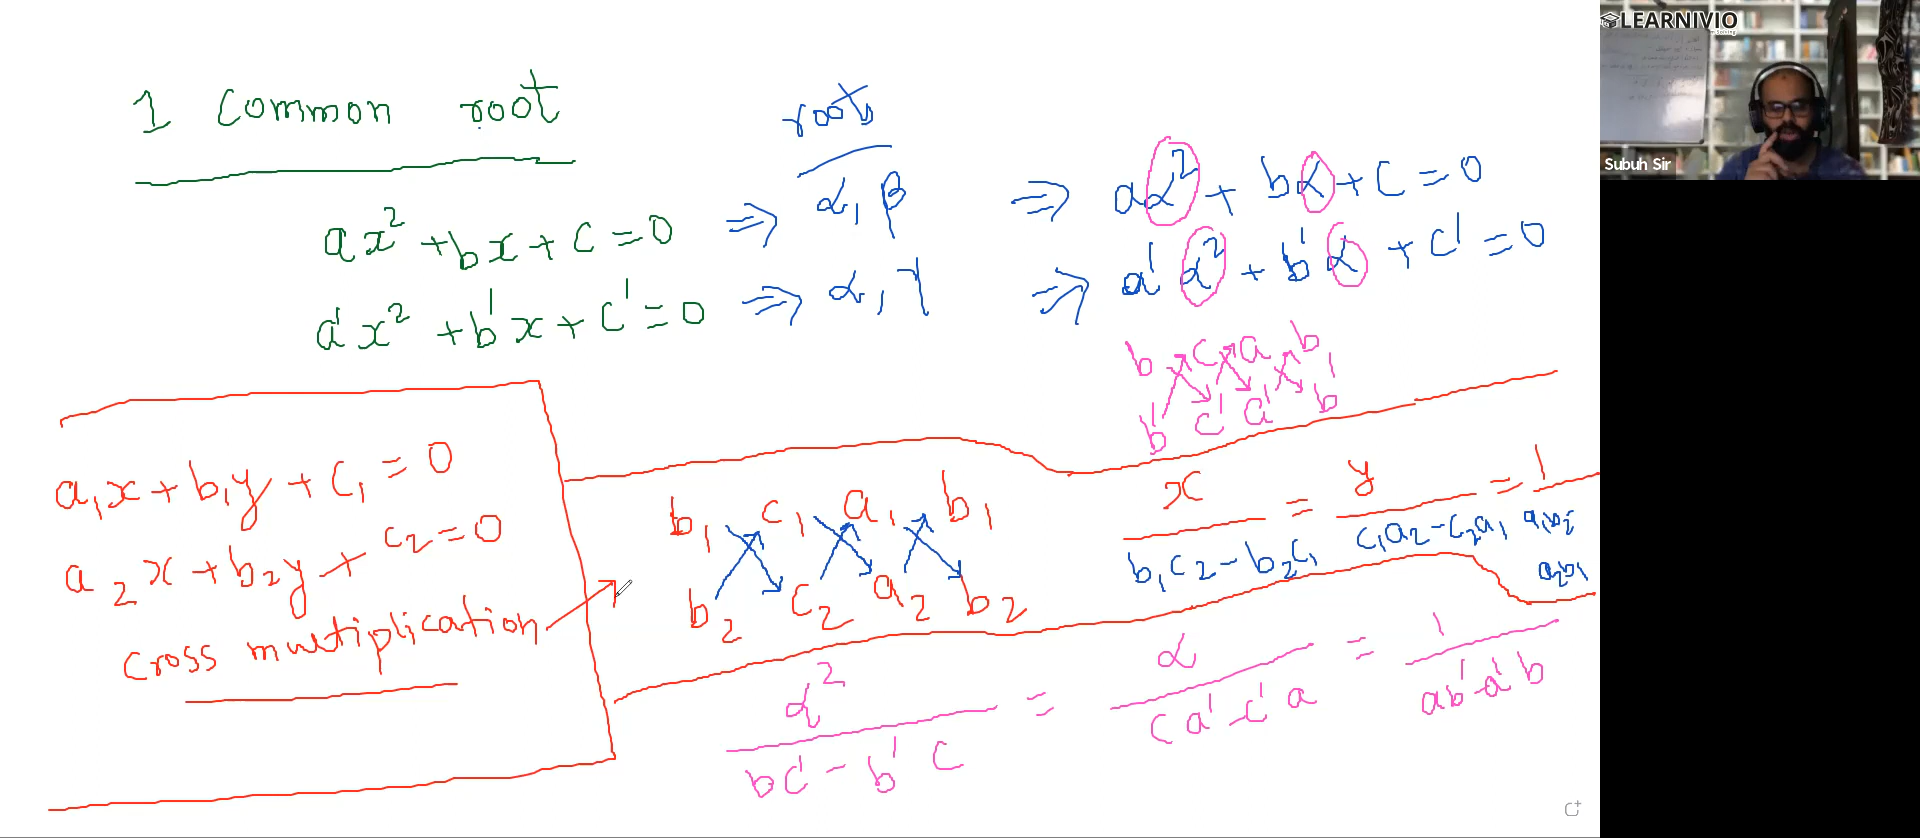 LEARNIVIO
Subuh Sir
1 common root
roots
ax² + bx + c = 0 ⇒ α, β ⇒ aα² + bα + c = 0
a'x² + b'x + c' = 0 ⇒ α, γ ⇒ a'α² + b'α + c' = 0
b c a b
b' c' a' b'
a₁x + b₁y + c₁ = 0
a₂x + b₂y + c₂ = 0
cross multiplication
b₁ c₁ a₁ b₁
b₂ c₂ a₂ b₂
x/(b₁c₂ - b₂c₁) = y/(c₁a₂ - c₂a₁) = 1/(a₁b₂ a₂b₁)
α²/(bc' - b'c) = α/(ca' - c'a) = 1/(ab' - a'b)